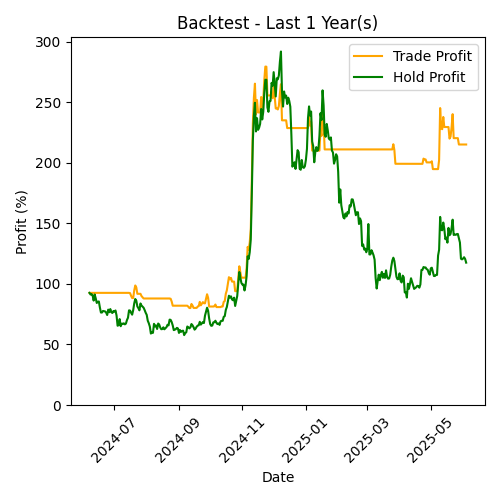 Backtest - Last 1 Year(s)
Trade Profit
Hold Profit
Profit (%)
300
250
200
150
100
50
0
2024-07
2024-09
2024-11
2025-01
2025-03
2025-05
Date